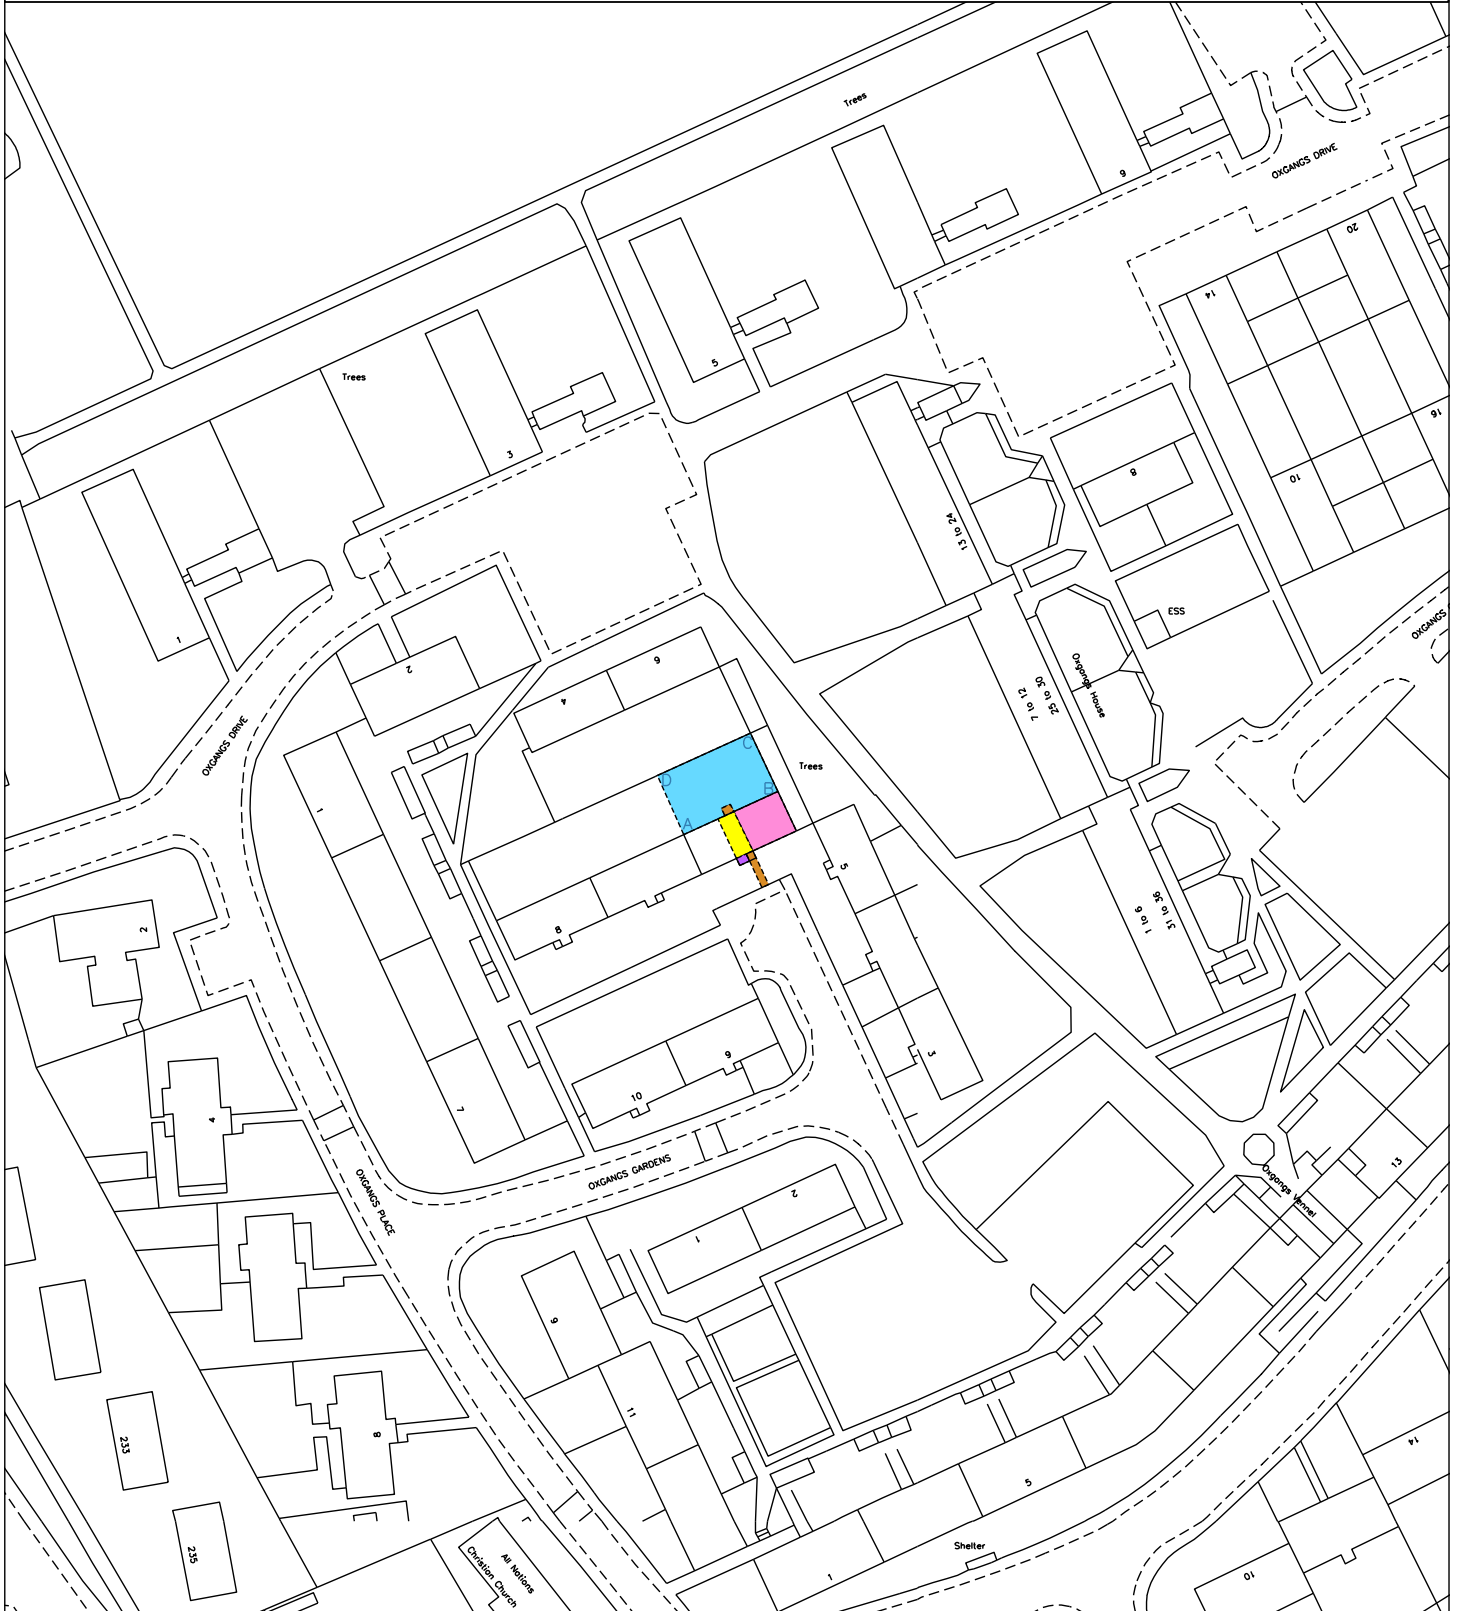 Trees
6
OXGANGS DRIVE
20
14
5
Trees
16
3
8
10
13 to 24
ESS
OXGANGS
1
2
6
4
Oxgangs House
25 to 30
7 to 12
OXGANGS DRIVE
C
Trees
D
B
1
A
5
31 to 36
1 to 6
2
8
3
9
10
7
4
13
OXGANGS GARDENS
Oxgangs Vennel
OXGANGS PLACE
2
1
9
11
8
233
14
5
235
Shelter
All Nations
Christian Church
1
10